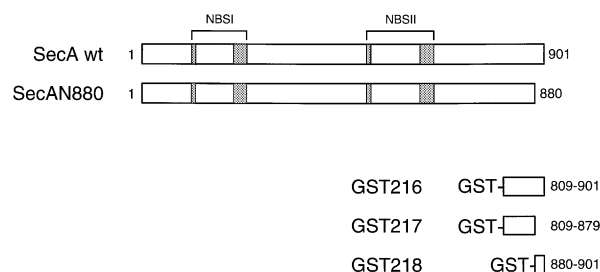 NBSI NBSII
SecA wt 1 901
SecAN880 1 880
GST216 GST- 809-901
GST217 GST- 809-879
GST218 GST- 880-901